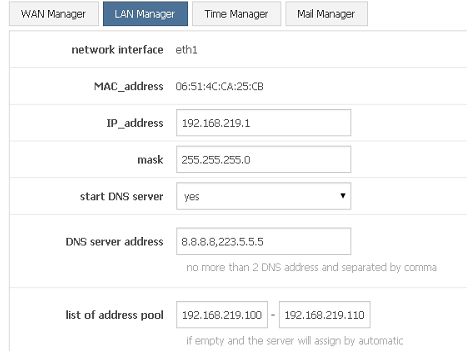 WAN Manager LAN Manager Time Manager Mail Manager
network interface eth1
MAC_address 06:51:4C:CA:25:CB
IP_address 192.168.219.1
mask 255.255.255.0
start DNS server yes
DNS server address 8.8.8.8,223.5.5.5
no more than 2 DNS address and separated by comma
list of address pool 192.168.219.100 - 192.168.219.110
if empty and the server will assign by automatic